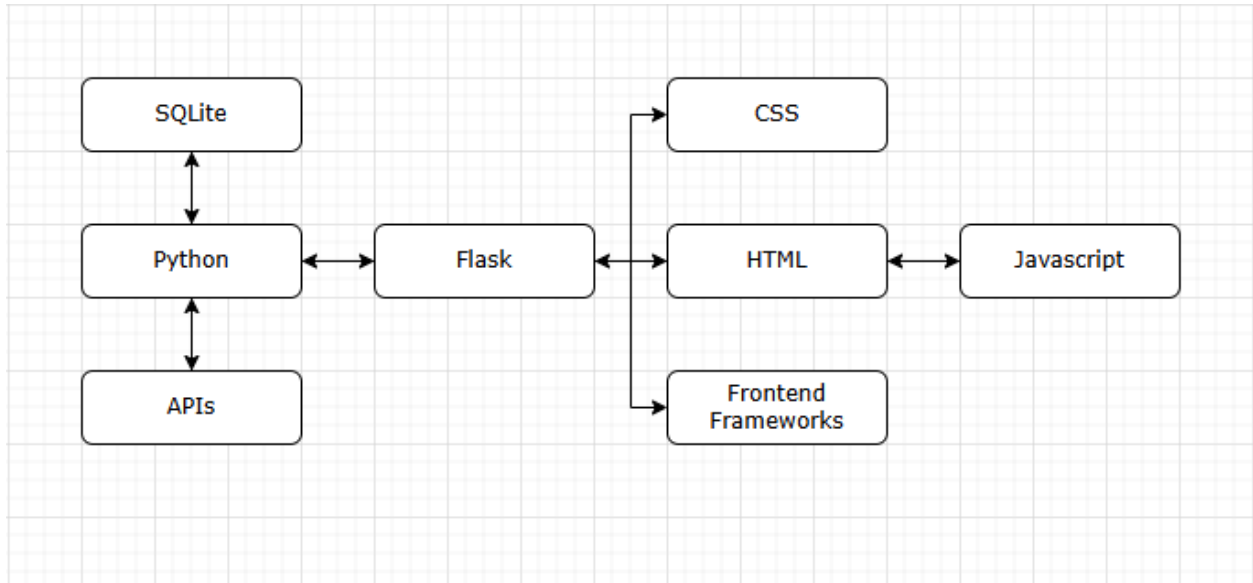 SQLite
CSS
Python
Flask
HTML
Javascript
APIs
Frontend
Frameworks